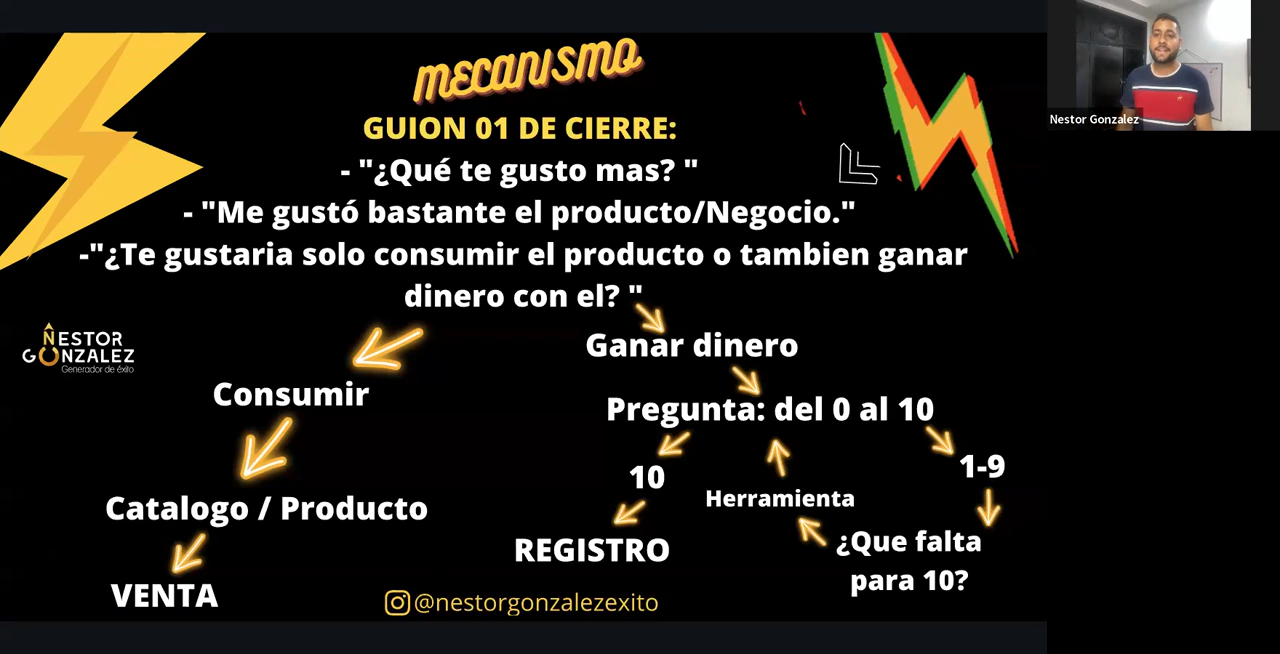 MECANISMO
GUION 01 DE CIERRE:
- "¿Qué te gusto mas? "
- "Me gustó bastante el producto/Negocio."
-"¿Te gustaria solo consumir el producto o tambien ganar
dinero con el? "
Ganar dinero
Consumir
Pregunta: del 0 al 10
10
1-9
Herramienta
Catalogo / Producto
¿Que falta
para 10?
REGISTRO
VENTA
@nestorgonzalezexito
NESTOR
GONZALEZ
Generador de éxito
Nestor Gonzalez